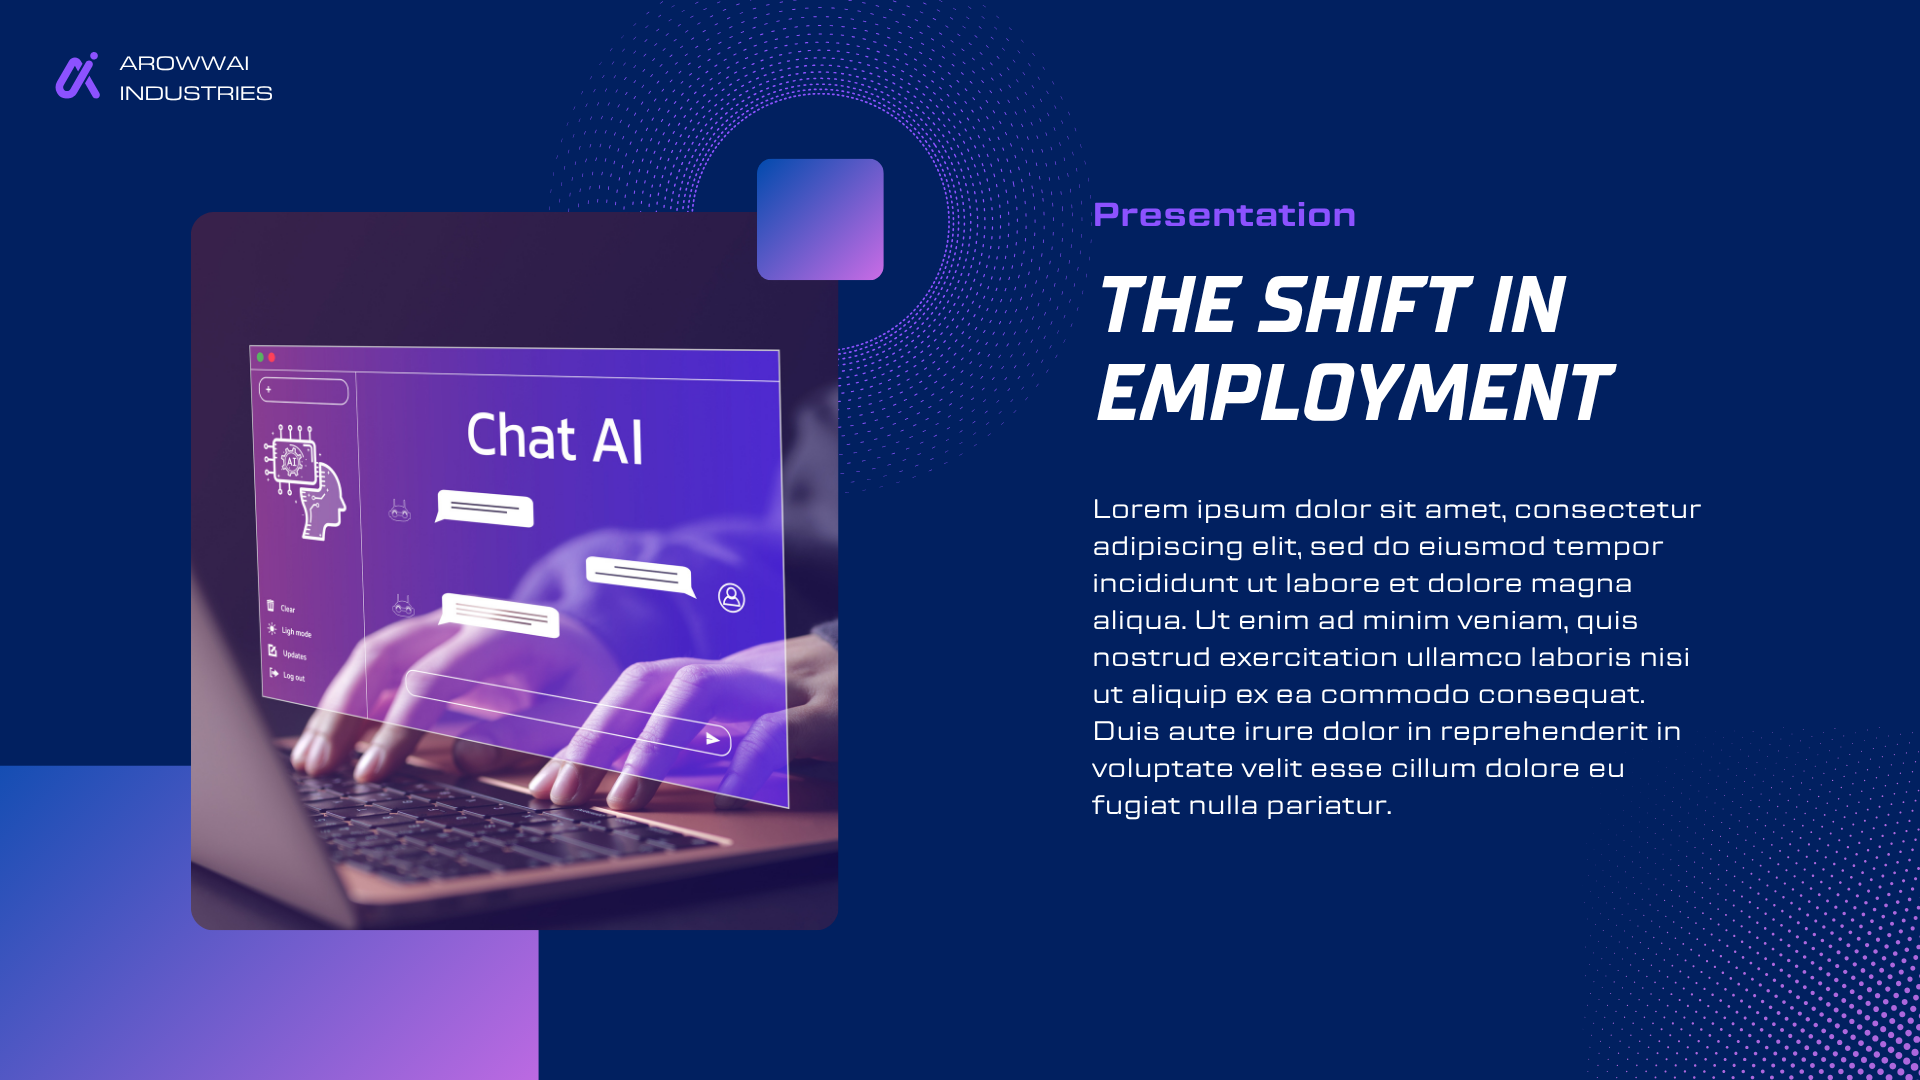 AROWWAI
INDUSTRIES
Presentation
THE SHIFT IN
EMPLOYMENT
Lorem ipsum dolor sit amet, consectetur
adipiscing elit, sed do eiusmod tempor
incididunt ut labore et dolore magna
aliqua. Ut enim ad minim veniam, quis
nostrud exercitation ullamco laboris nisi
ut aliquip ex ea commodo consequat.
Duis aute irure dolor in reprehenderit in
voluptate velit esse cillum dolore eu
fugiat nulla pariatur.
Chat AI
+
AI
Clear
Ligh mode
Updates
Log out